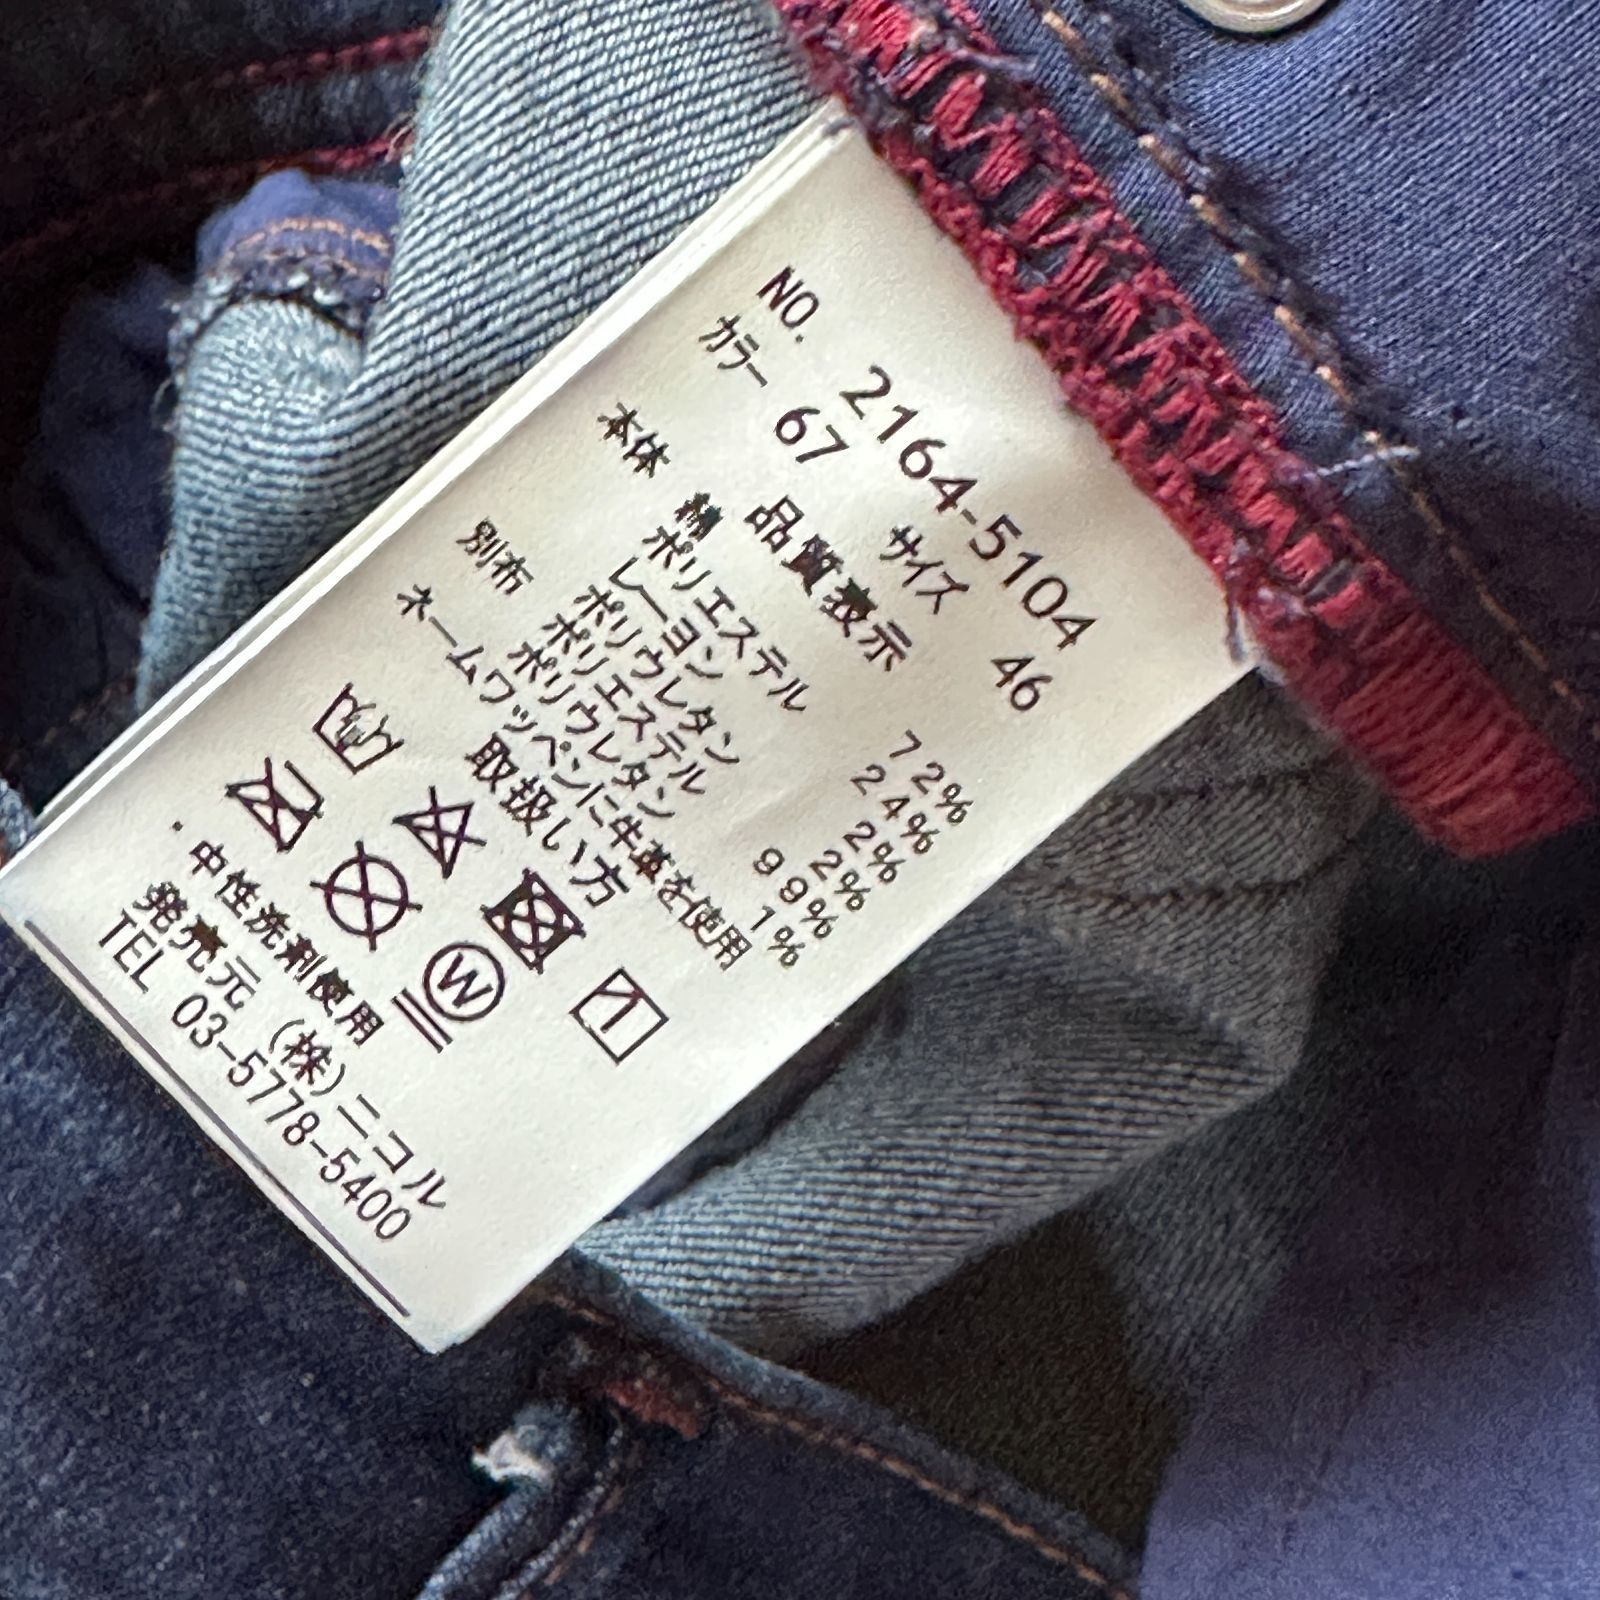 NO. 2164-5104
カラー 67 サイズ 46
品質表示
本体 綿 72%
ポリエステル 24%
レーヨン 2%
ポリウレタン 2%
別布 ポリエステル 99%
ポリウレタン 1%
ネームワッペンに牛革を使用
取扱い方
W
・中性洗剤使用
発売元 (株)ニコル
TEL 03-5778-5400